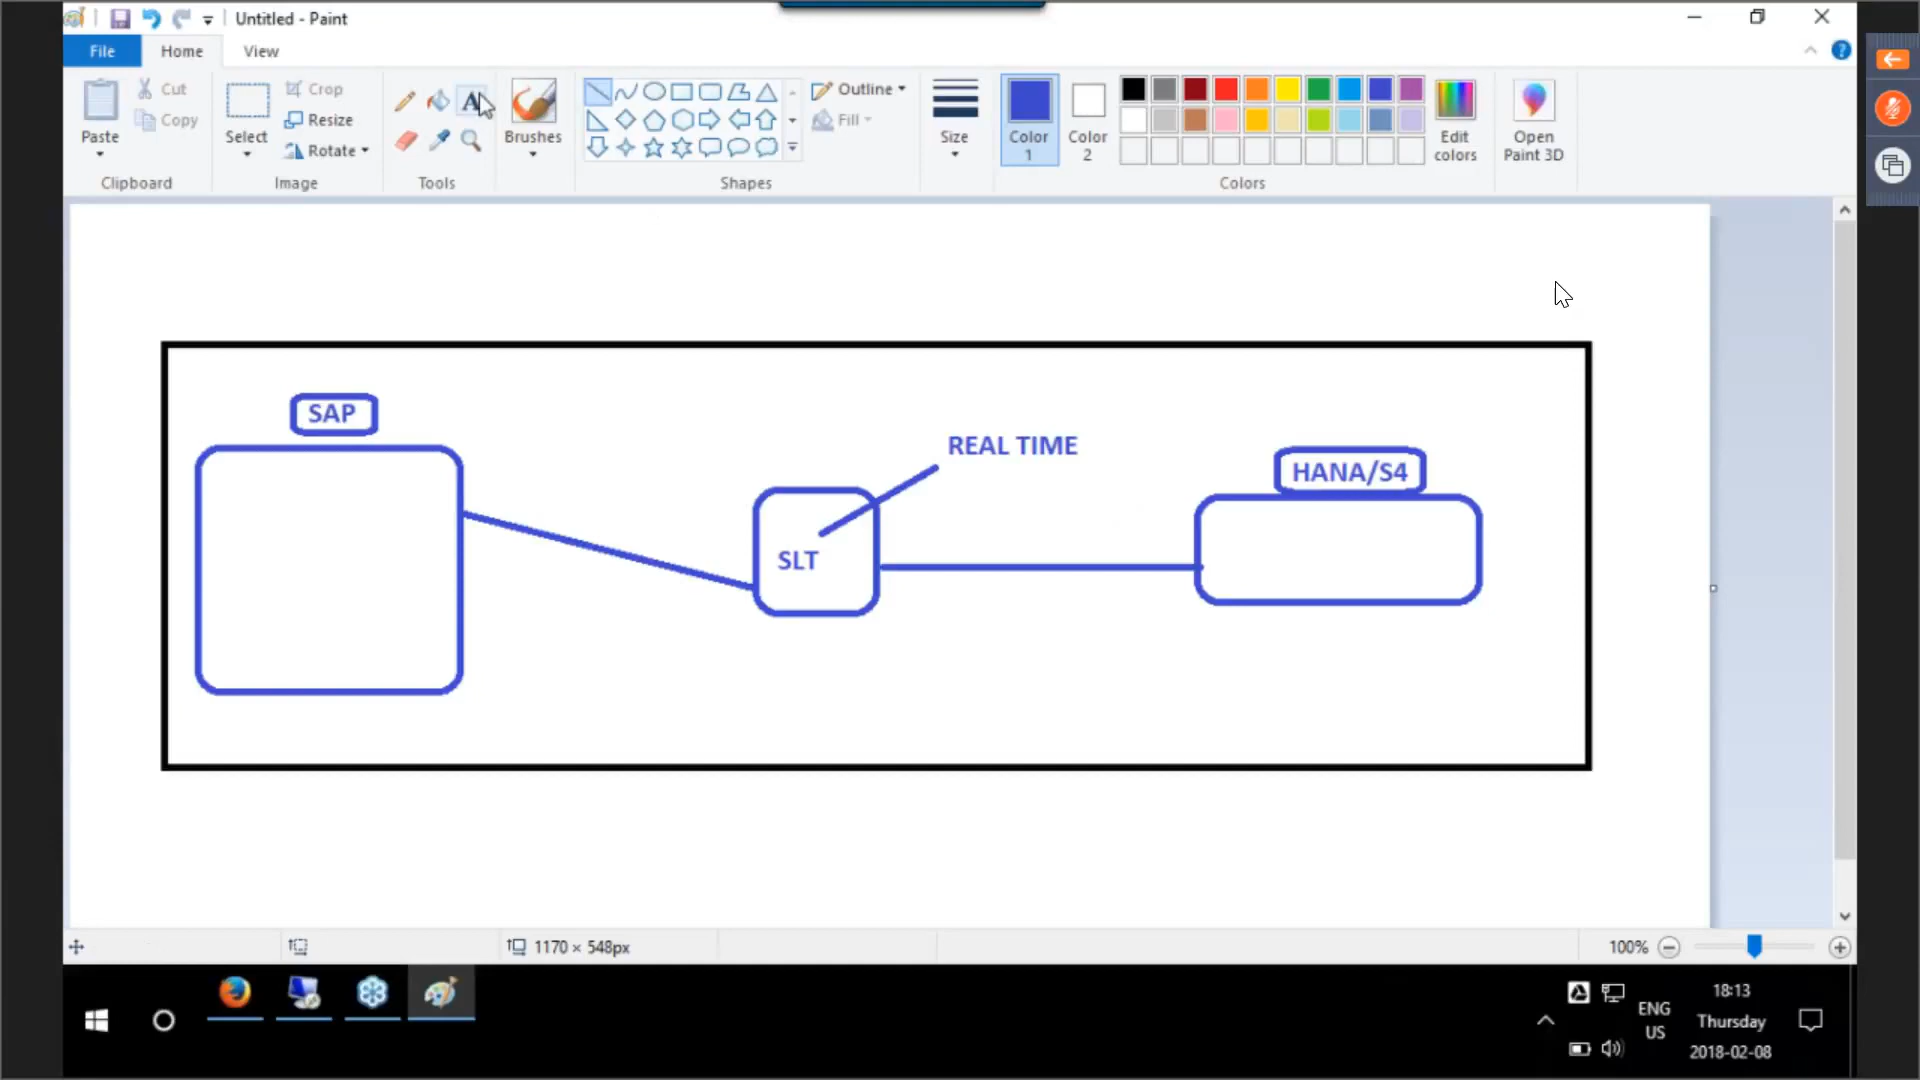 Untitled - Paint
File
Home
View
Paste
Cut
Copy
Clipboard
Select
Crop
Resize
Rotate
Image
A
Tools
Brushes
Shapes
Outline
Fill
Size
Color
1
Color
2
Colors
Edit
colors
Open
Paint 3D
SAP
REAL TIME
HANA/S4
SLT
1170 × 548px
100%
ENG
US
18:13
Thursday
2018-02-08